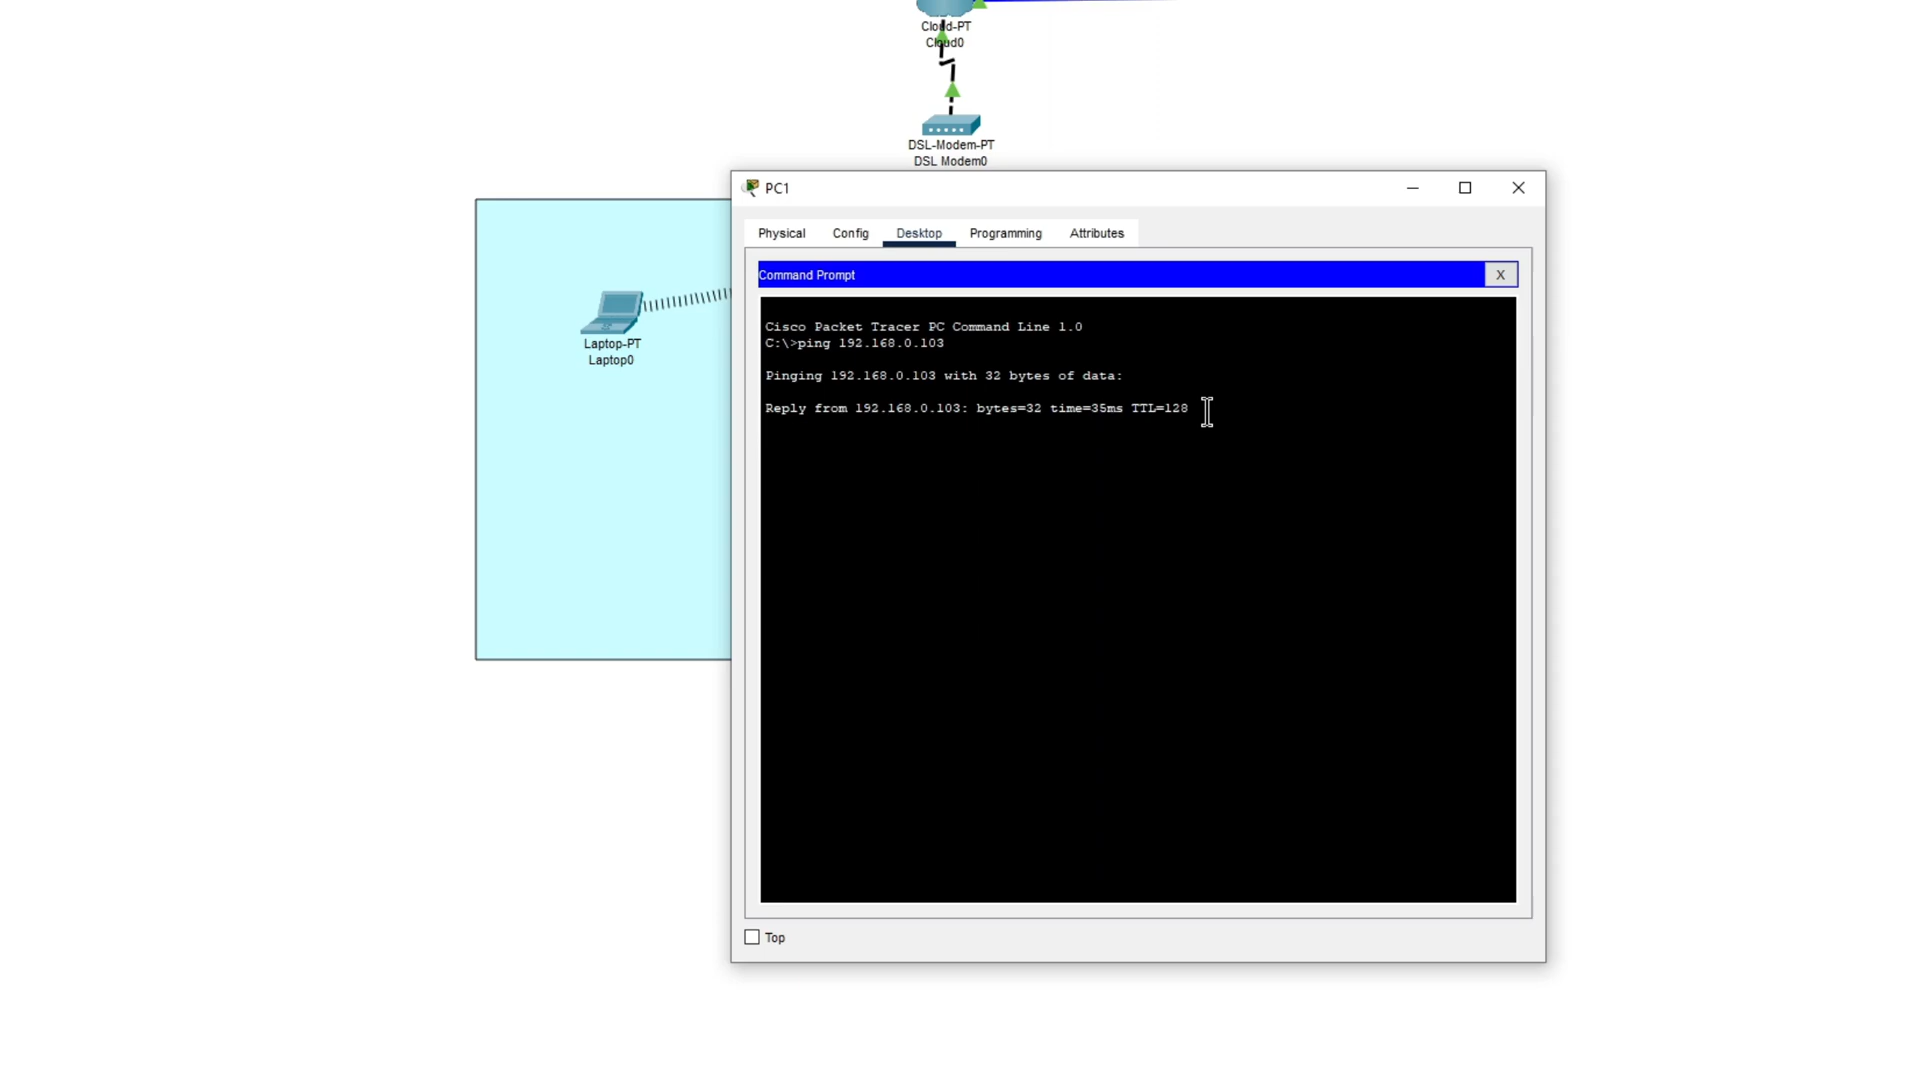 Cloud-PT
Cloud0
DSL-Modem-PT
DSL Modem0
PC1
Physical Config Desktop Programming Attributes
Command Prompt X
Cisco Packet Tracer PC Command Line 1.0
C:\>ping 192.168.0.103
Pinging 192.168.0.103 with 32 bytes of data:
Reply from 192.168.0.103: bytes=32 time=35ms TTL=128
Laptop-PT
Laptop0
Top